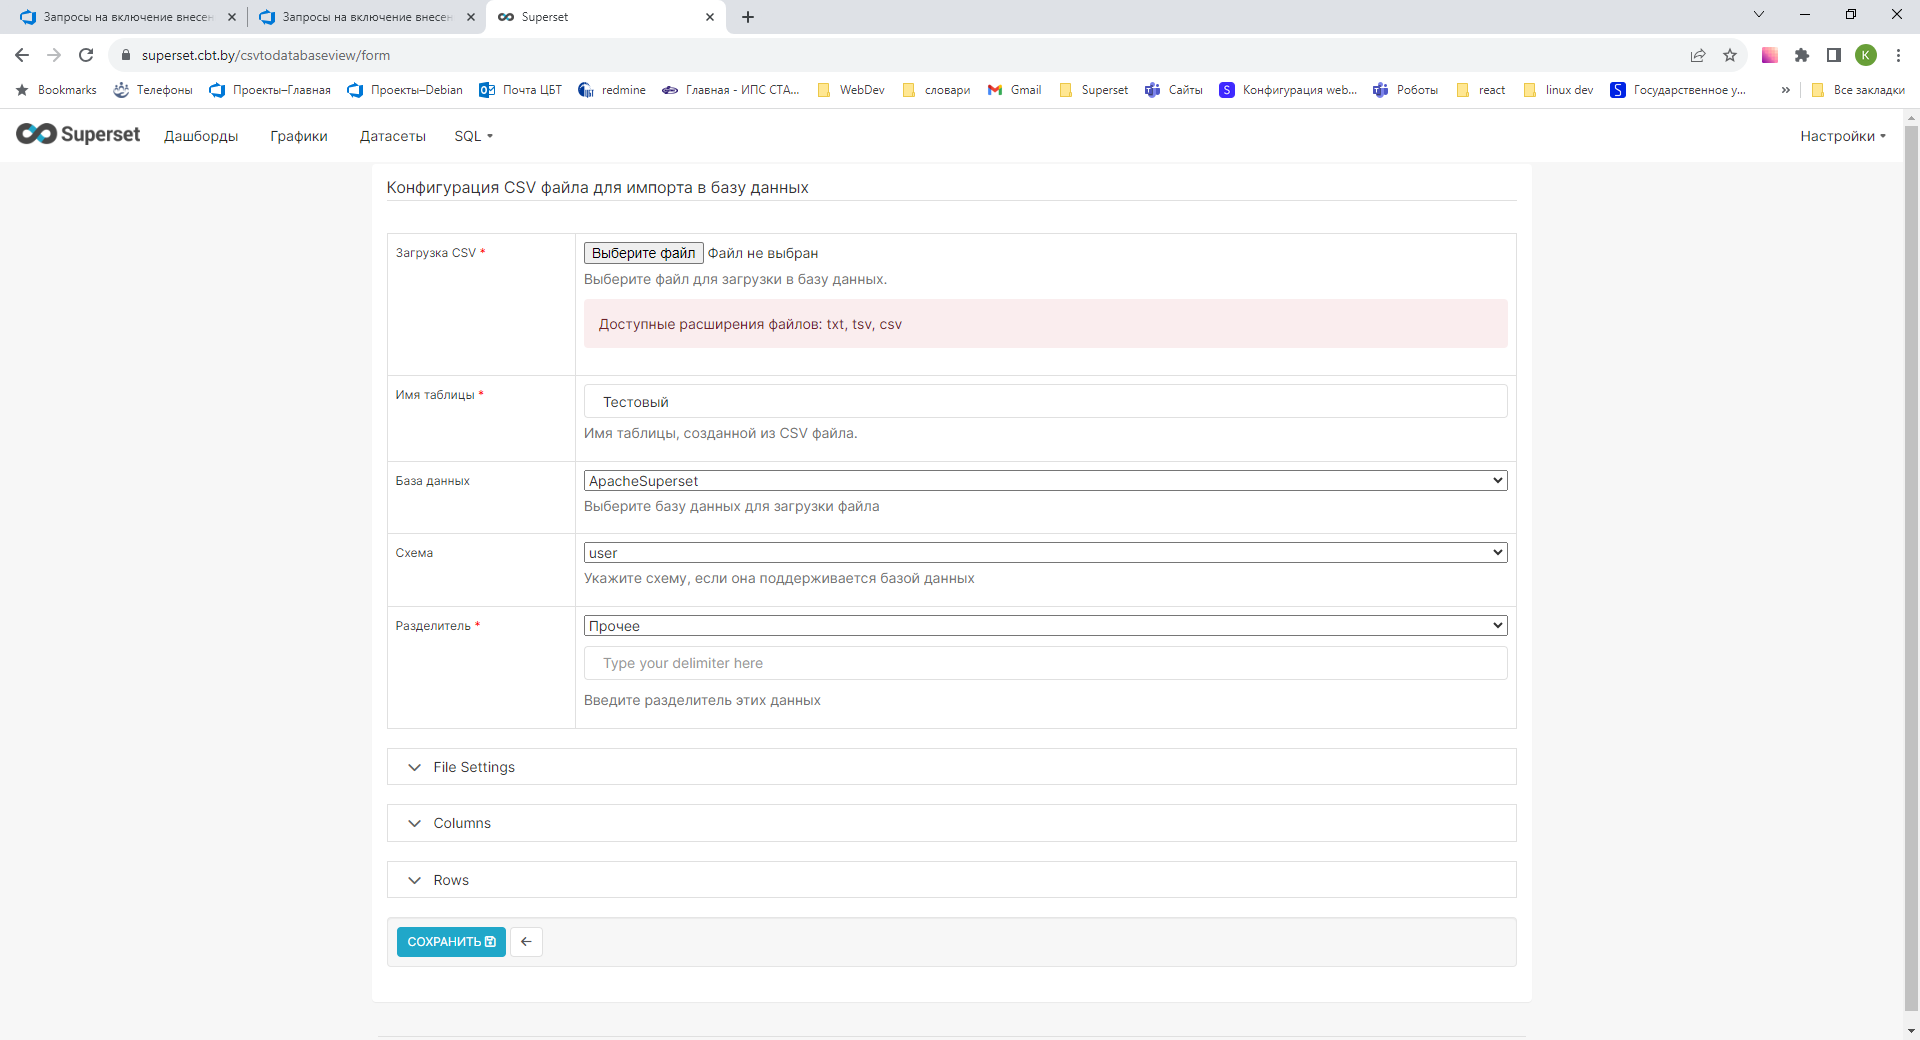 Запросы на включение внесен
Запросы на включение внесен
Superset
superset.cbt.by/csvtodatabaseview/form
K
Bookmarks
Телефоны
Проекты–Главная
Проекты–Debian
Почта ЦБТ
redmine
Главная - ИПС СТА...
WebDev
словари
Gmail
Superset
Сайты
Конфигурация web...
Роботы
react
linux dev
Государственное у...
»
Все закладки
Superset
Дашборды
Графики
Датасеты
SQL
Настройки
Конфигурация CSV файла для импорта в базу данных
Загрузка CSV *
Выберите файл Файл не выбран
Выберите файл для загрузки в базу данных.
Доступные расширения файлов: txt, tsv, csv
Имя таблицы *
Тестовый
Имя таблицы, созданной из CSV файла.
База данных
ApacheSuperset
Выберите базу данных для загрузки файла
Схема
user
Укажите схему, если она поддерживается базой данных
Разделитель *
Прочее
Type your delimiter here
Введите разделитель этих данных
File Settings
Columns
Rows
СОХРАНИТЬ